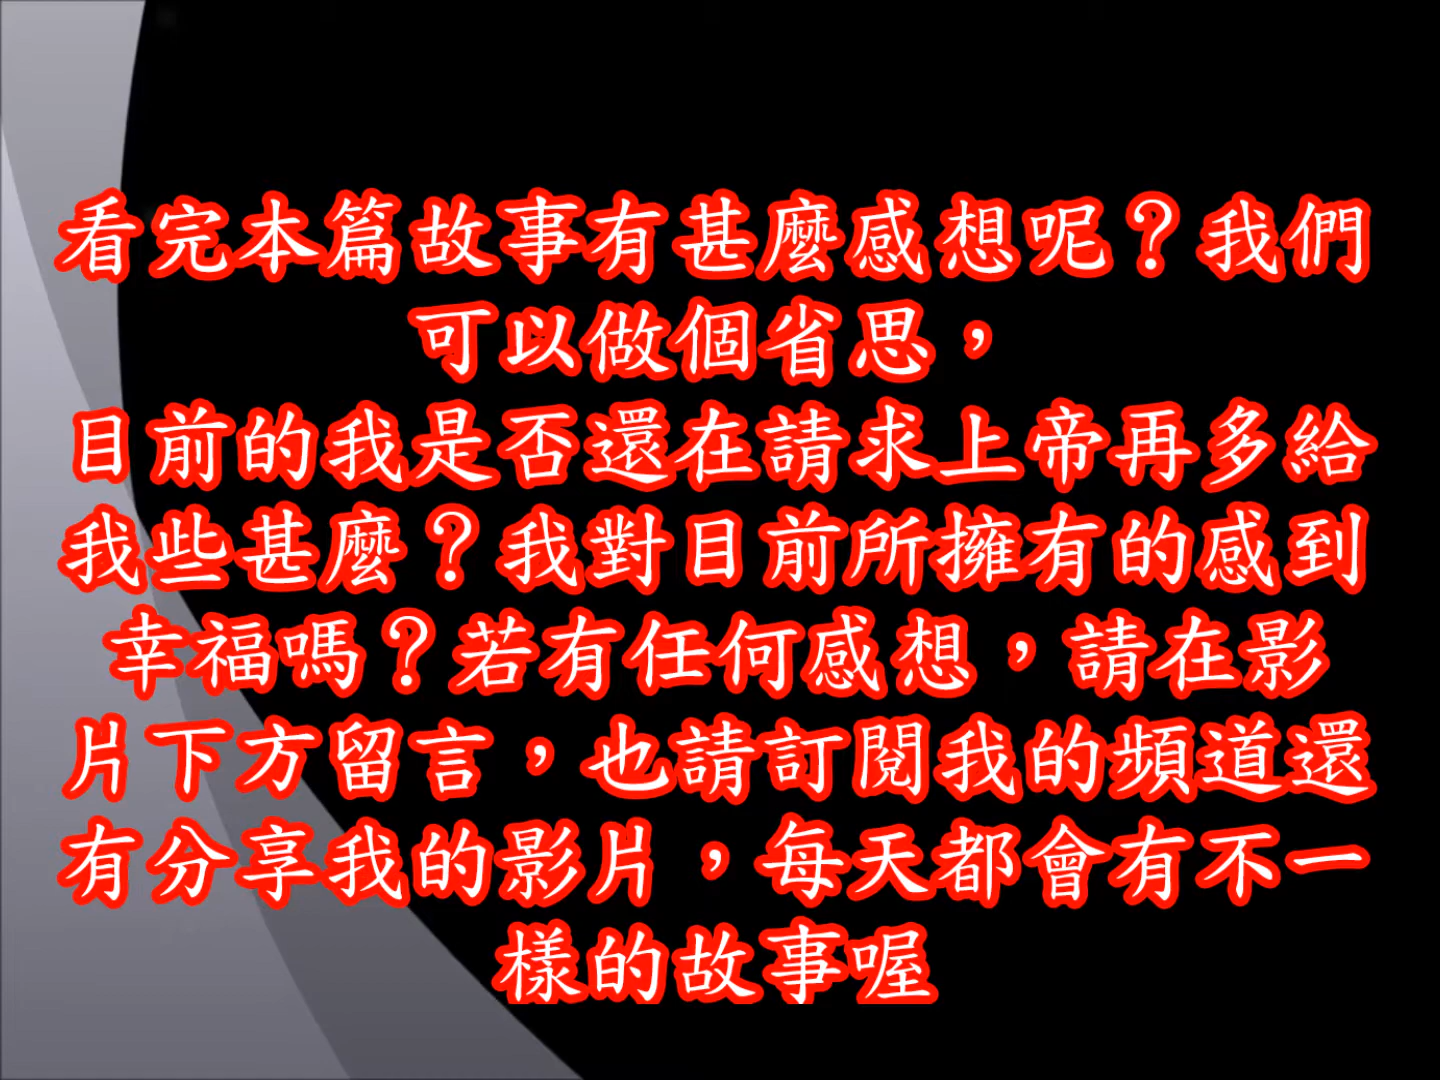 看完本篇故事有甚麼感想呢？我們
可以做個省思，
目前的我是否還在請求上帝再多給
我些甚麼？我對目前所擁有的感到
幸福嗎？若有任何感想，請在影
片下方留言，也請訂閱我的頻道還
有分享我的影片，每天都會有不一
樣的故事喔